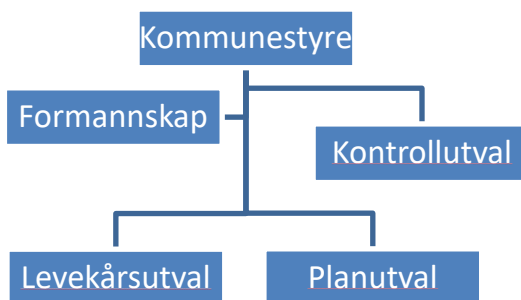 Kommunestyre
Formannskap
Kontrollutval
Levekårsutval
Planutval